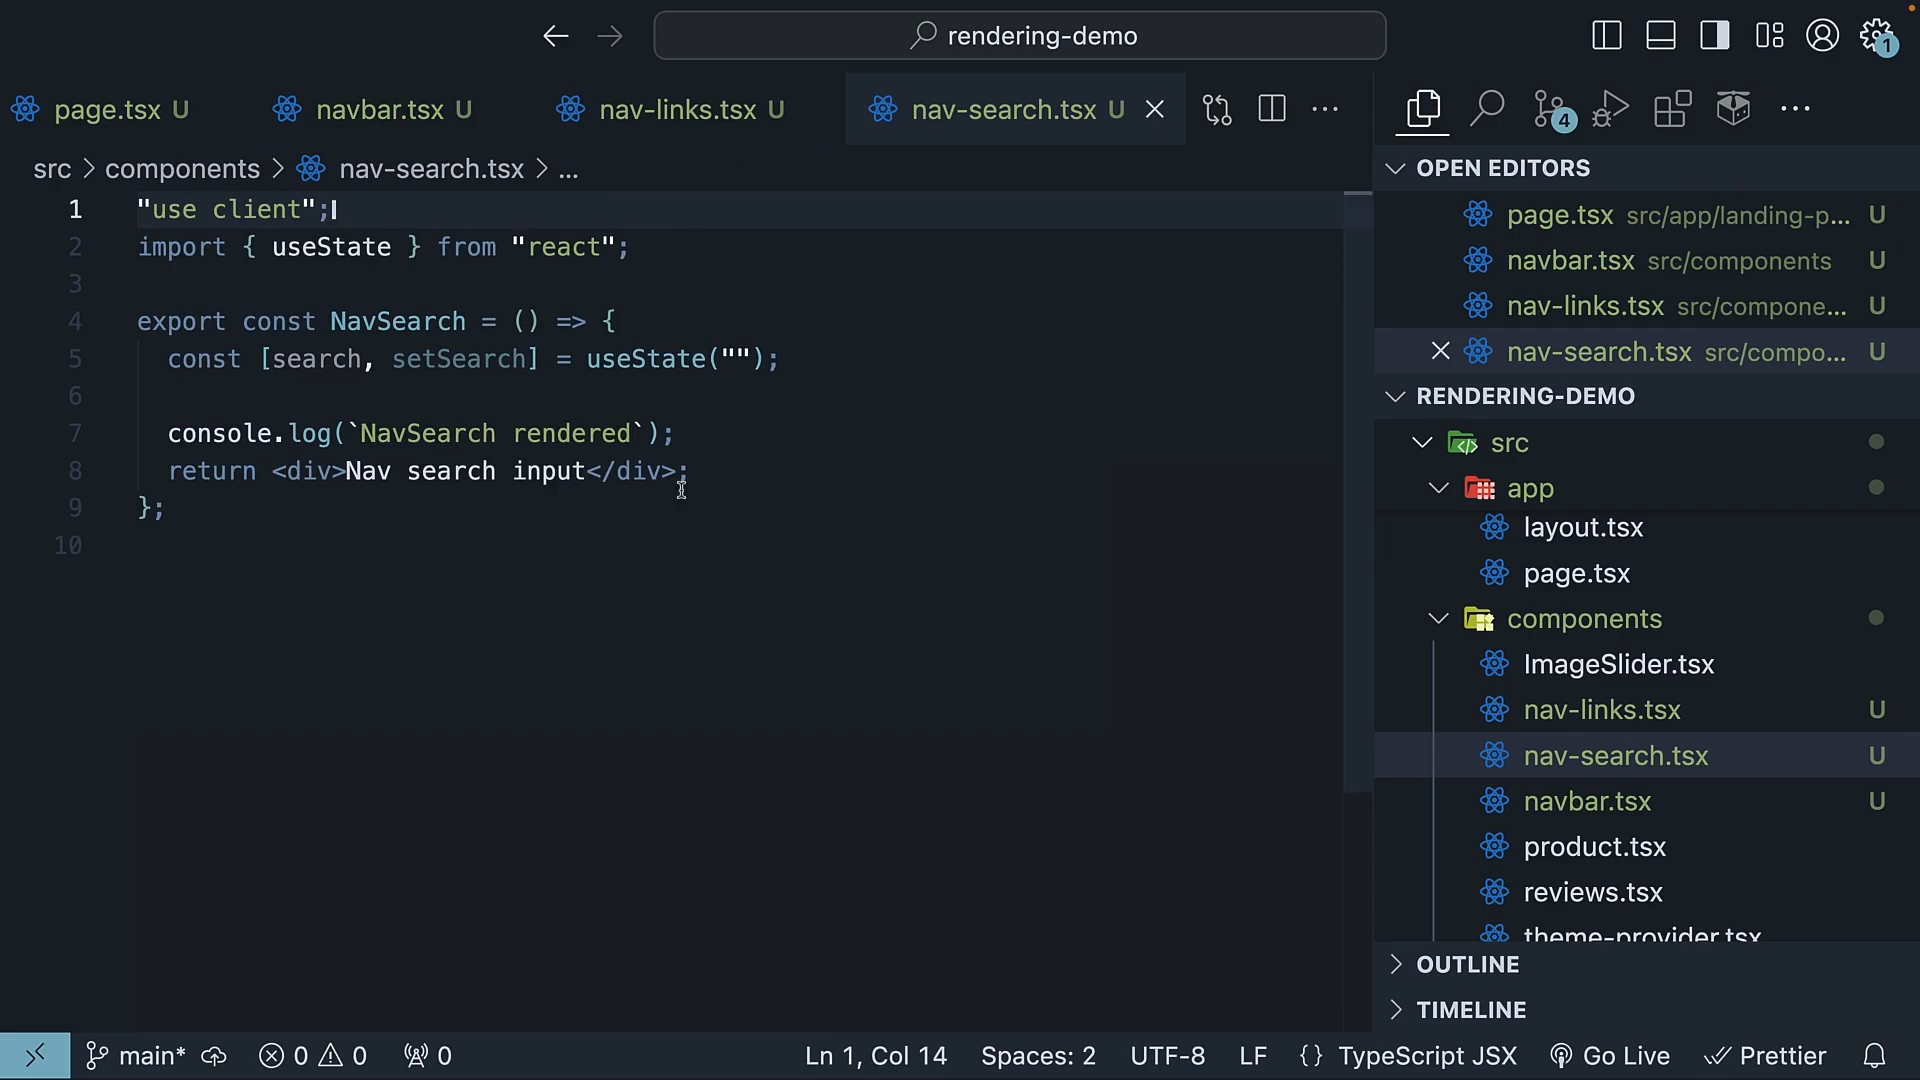 rendering-demo
1
page.tsx U
navbar.tsx U
nav-links.tsx U
nav-search.tsx U
4
src > components > nav-search.tsx > ...
1 "use client";
2 import { useState } from "react";
3
4 export const NavSearch = () => {
5 const [search, setSearch] = useState("");
6
7 console.log(`NavSearch rendered`);
8 return <div>Nav search input</div>;
9 };
10
OPEN EDITORS
page.tsx src/app/landing-p... U
navbar.tsx src/components U
nav-links.tsx src/compone... U
nav-search.tsx src/compo... U
RENDERING-DEMO
src
app
layout.tsx
page.tsx
components
ImageSlider.tsx
nav-links.tsx U
nav-search.tsx U
navbar.tsx U
product.tsx
reviews.tsx
theme-provider.tsx
OUTLINE
TIMELINE
main* 0 0 0 Ln 1, Col 14 Spaces: 2 UTF-8 LF {} TypeScript JSX Go Live Prettier